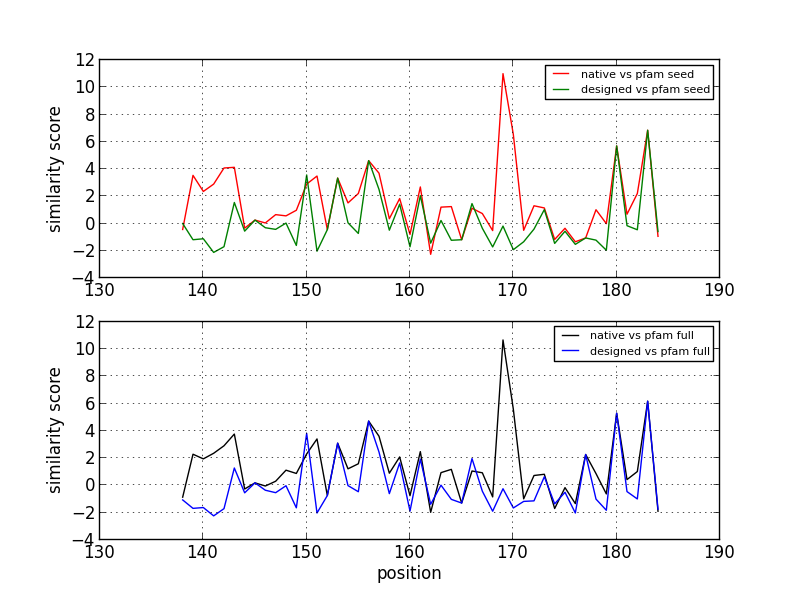 12
10
8
6
4
2
0
−2
−4
similarity score
native vs pfam seed
designed vs pfam seed
130 140 150 160 170 180 190
12
10
8
6
4
2
0
−2
−4
similarity score
native vs pfam full
designed vs pfam full
130 140 150 160 170 180 190
position